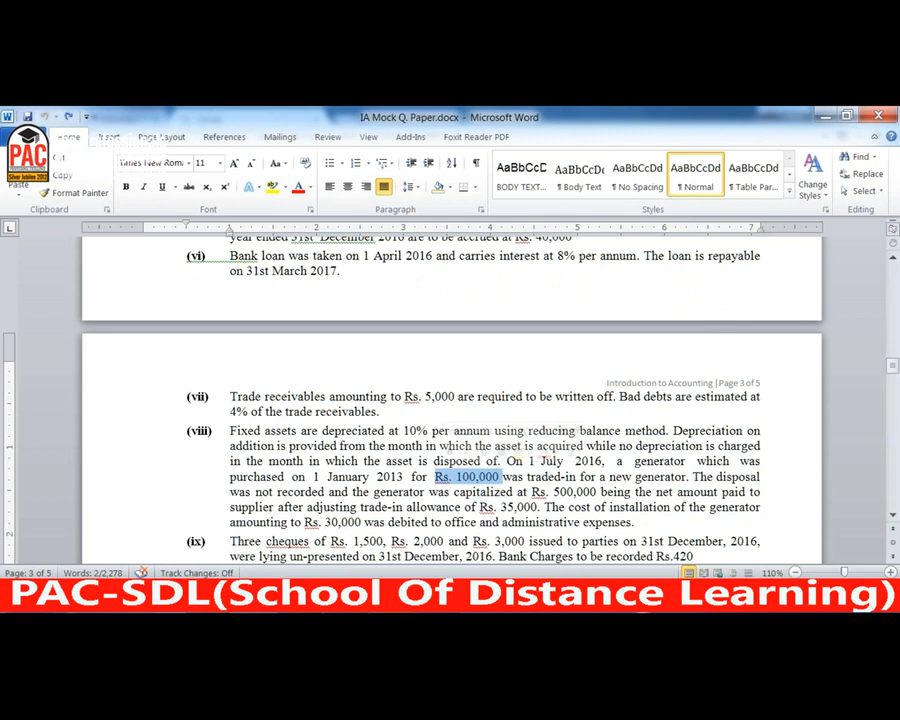 IA Mock Q. Paper.docx - Microsoft Word
Home Insert Page Layout References Mailings Review View Add-Ins Foxit Reader PDF
PAC
Silver Jubilee 2012
Cut
Copy
Paste
Format Painter
Clipboard
Times New Romi
11
Font
Paragraph
AaBbCcD AaBbCcDd AaBbCcDd AaBbCcDd AaBbCcDd
BODY TEXT... ¶ Body Text ¶ No Spacing ¶ Normal ¶ Table Par...
Change
Styles
Styles
Find
Replace
Select
Editing
1 1 2 3 4 5 6 7
year ended 31st December 2016 are to be accrued at Rs. 40,000
(vi) Bank loan was taken on 1 April 2016 and carries interest at 8% per annum. The loan is repayable
on 31st March 2017.
Introduction to Accounting | Page 3 of 5
(vii) Trade receivables amounting to Rs. 5,000 are required to be written off. Bad debts are estimated at
4% of the trade receivables.
(viii) Fixed assets are depreciated at 10% per annum using reducing balance method. Depreciation on
addition is provided from the month in which the asset is acquired while no depreciation is charged
in the month in which the asset is disposed of. On 1 July 2016, a generator which was
purchased on 1 January 2013 for Rs. 100,000 was traded-in for a new generator. The disposal
was not recorded and the generator was capitalized at Rs. 500,000 being the net amount paid to
supplier after adjusting trade-in allowance of Rs. 35,000. The cost of installation of the generator
amounting to Rs. 30,000 was debited to office and administrative expenses.
(ix) Three cheques of Rs. 1,500, Rs. 2,000 and Rs. 3,000 issued to parties on 31st December, 2016,
were lying un-presented on 31st December, 2016. Bank Charges to be recorded Rs.420
Page: 3 of 5 Words: 2/2,278 Track Changes: Off 110%
PAC-SDL(School Of Distance Learning)